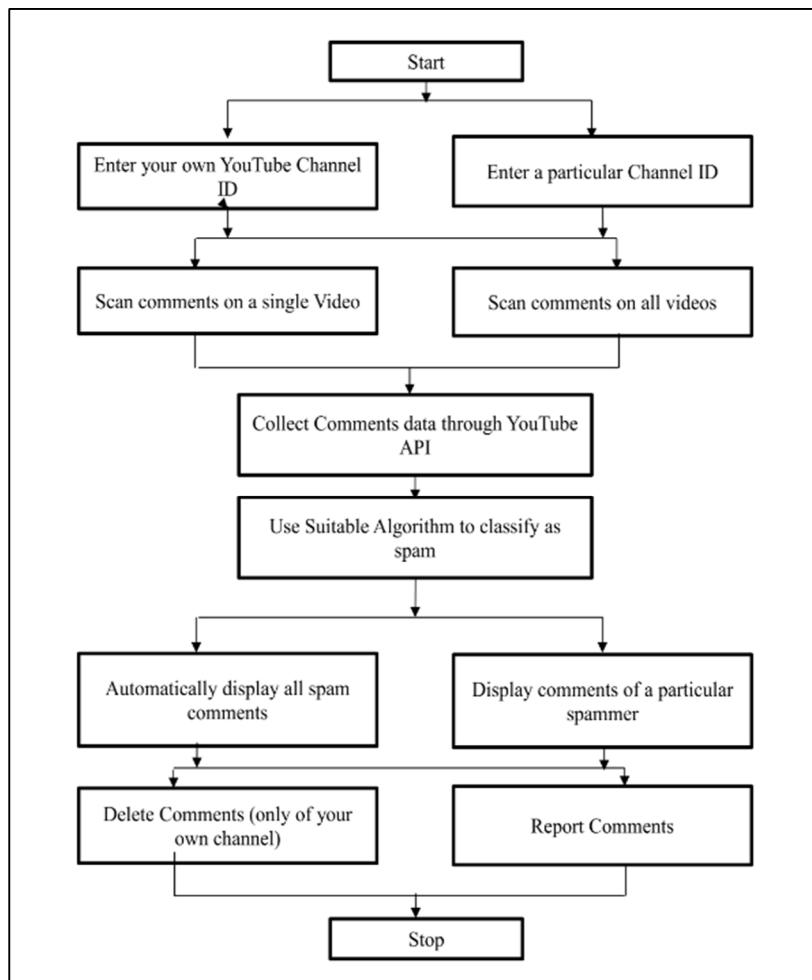 Start
Enter your own YouTube Channel
ID
Enter a particular Channel ID
Scan comments on a single Video
Scan comments on all videos
Collect Comments data through YouTube
API
Use Suitable Algorithm to classify as
spam
Automatically display all spam
comments
Display comments of a particular
spammer
Delete Comments (only of your
own channel)
Report Comments
Stop